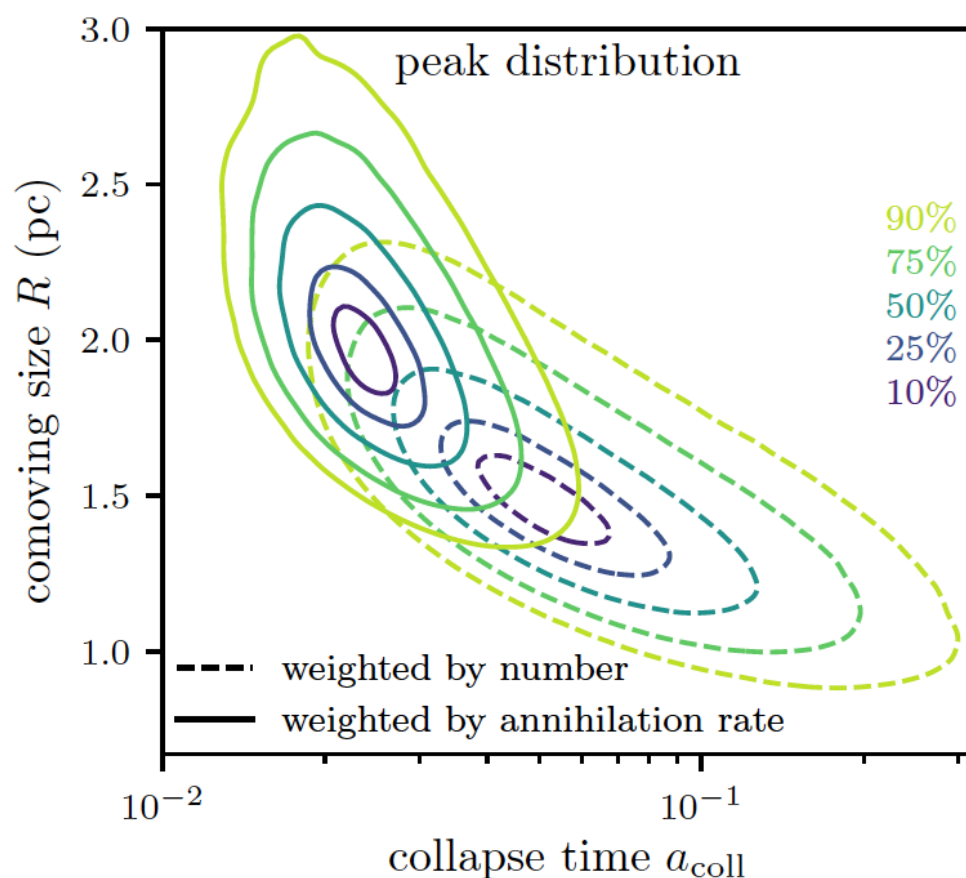 peak distribution
3.0
2.5
2.0
1.5
1.0
comoving size R (pc)
90%
75%
50%
25%
10%
weighted by number
weighted by annihilation rate
10⁻² 10⁻¹
collapse time a_coll